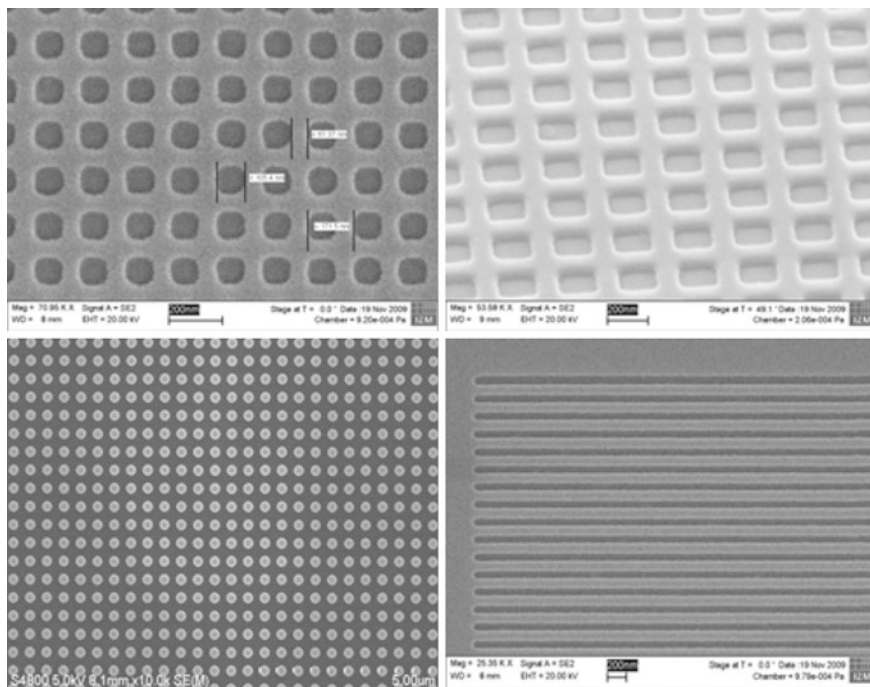 200nm
Mag = 70.95 K X Signal A = SE2 Stage at T = 0.0 ° Date :19 Nov 2009
WD = 8 mm EHT = 20.00 kV Chamber = 9.20e-004 Pa IZM
Mag = 53.58 K X Signal A = SE2 Stage at T = 49.1 ° Date :19 Nov 2009
200nm
WD = 9 mm EHT = 20.00 kV Chamber = 2.06e-004 Pa IZM
S4800 5.0kV 8.1mm x10.0k SE(M) 5.00um
Mag = 25.35 K X Signal A = SE2 Stage at T = 0.0 ° Date :19 Nov 2009
200nm
WD = 8 mm EHT = 20.00 kV Chamber = 9.79e-004 Pa IZM